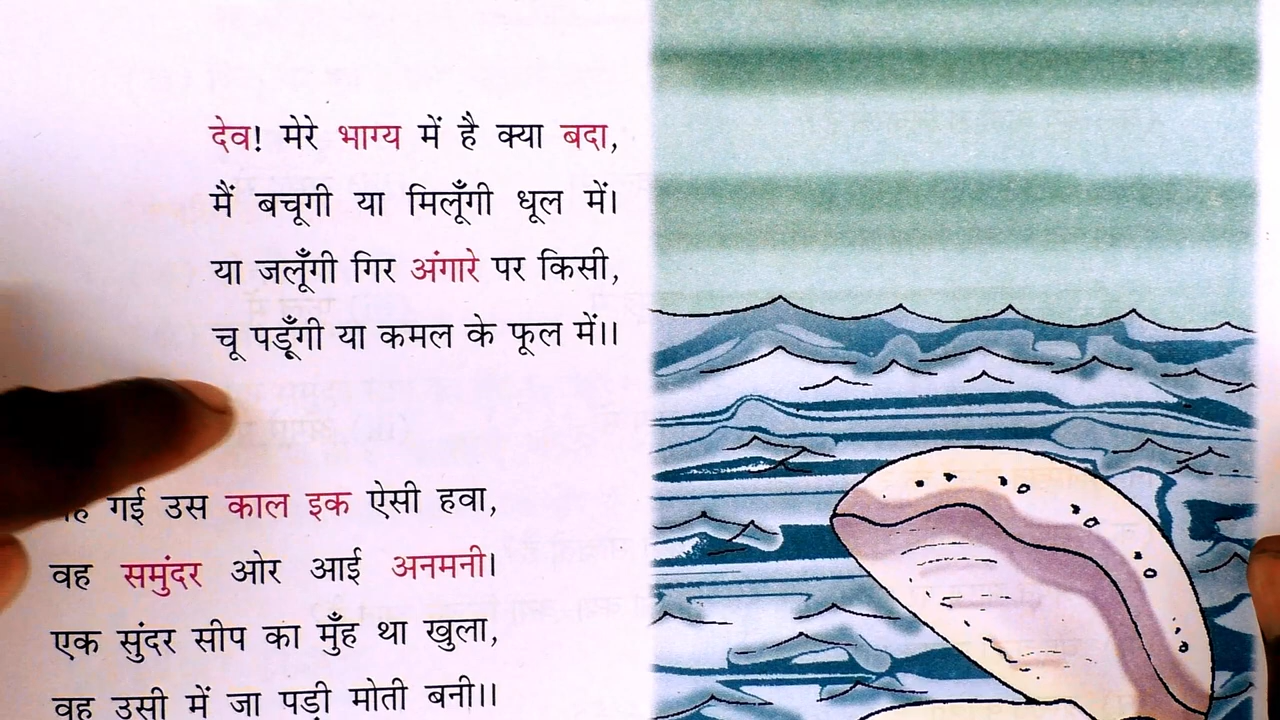 देव! मेरे भाग्य में है क्या बदा,
मैं बचूगी या मिलूँगी धूल में।
या जलूँगी गिर अंगारे पर किसी,
चू पडूँगी या कमल के फूल में।।
गई उस काल इक ऐसी हवा,
वह समुंदर ओर आई अनमनी।
एक सुंदर सीप का मुँह था खुला,
वह उसी में जा पड़ी मोती बनी।।